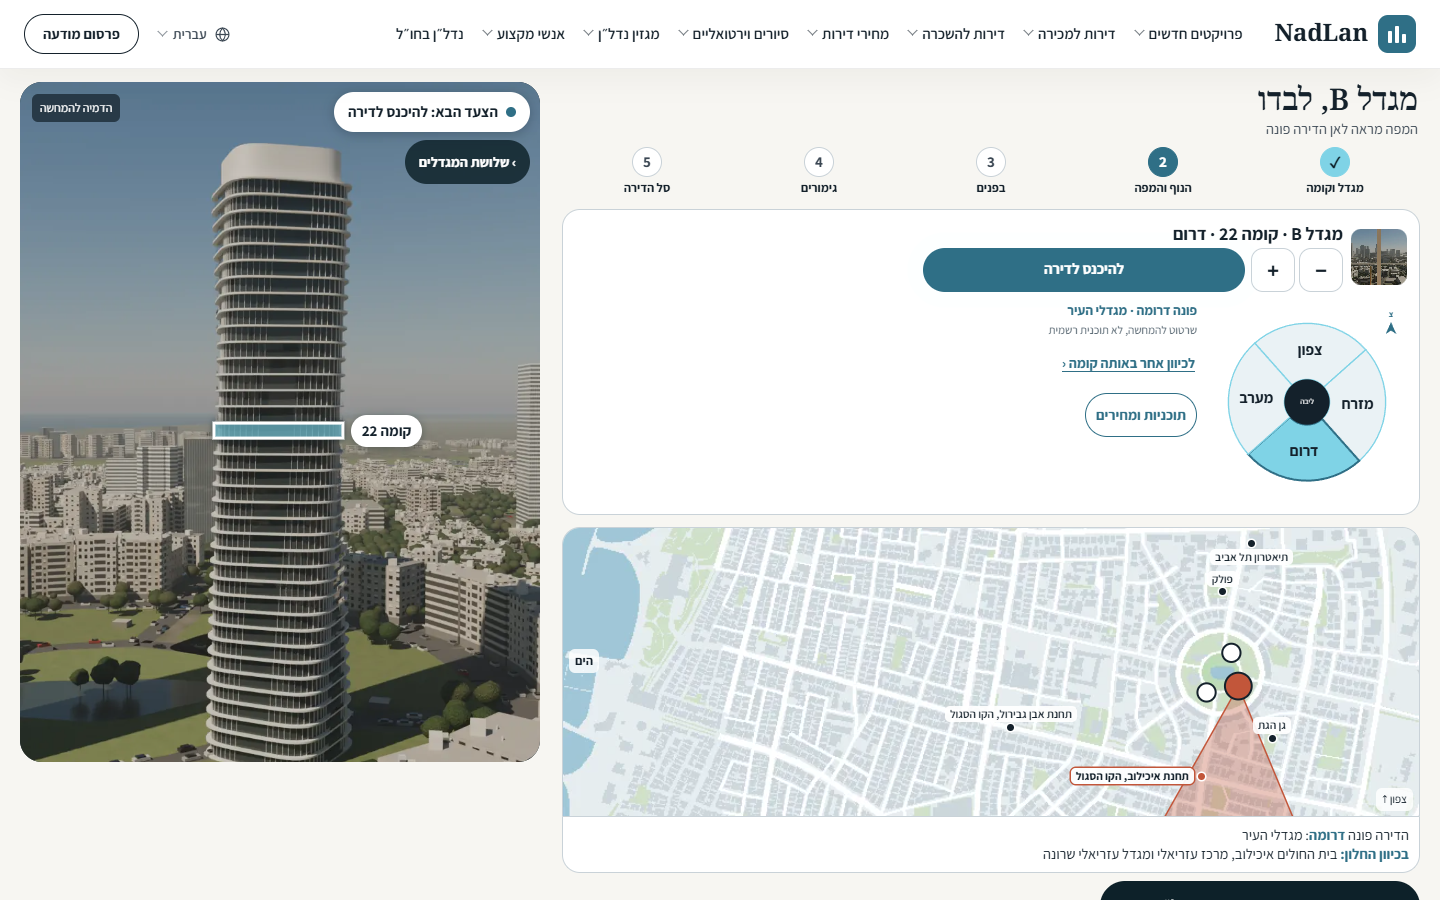 NadLan
פרויקטים חדשים
דירות למכירה
דירות להשכרה
מחירי דירות
סיורים וירטואליים
מגזין נדל״ן
אנשי מקצוע
נדל״ן בחו״ל
עברית
פרסום מודעה
מגדל B, לבדו
המפה מראה לאן הדירה פונה
✓ מגדל וקומה
2 הנוף והמפה
3 בפנים
4 גימורים
5 סל הדירה
מגדל B · קומה 22 · דרום
−
+
להיכנס לדירה
פונה דרומה · מגדלי העיר
שרטוט להמחשה, לא תוכנית רשמית
לכיוון אחר באותה קומה ›
תוכניות ומחירים
צ
צפון
מזרח
ליבה
מערב
דרום
תיאטרון תל אביב
פולק
הים
תחנת אבן גבירול, הקו הסגול
גן הגת
תחנת איכילוב, הקו הסגול
צפון ↑
הדירה פונה דרומה: מגדלי העיר
בכיוון החלון: בית החולים איכילוב, מרכז עזריאלי ומגדל עזריאלי שרונה
הצעד הבא: להיכנס לדירה
הדמיה להמחשה
‹ שלושת המגדלים
קומה 22